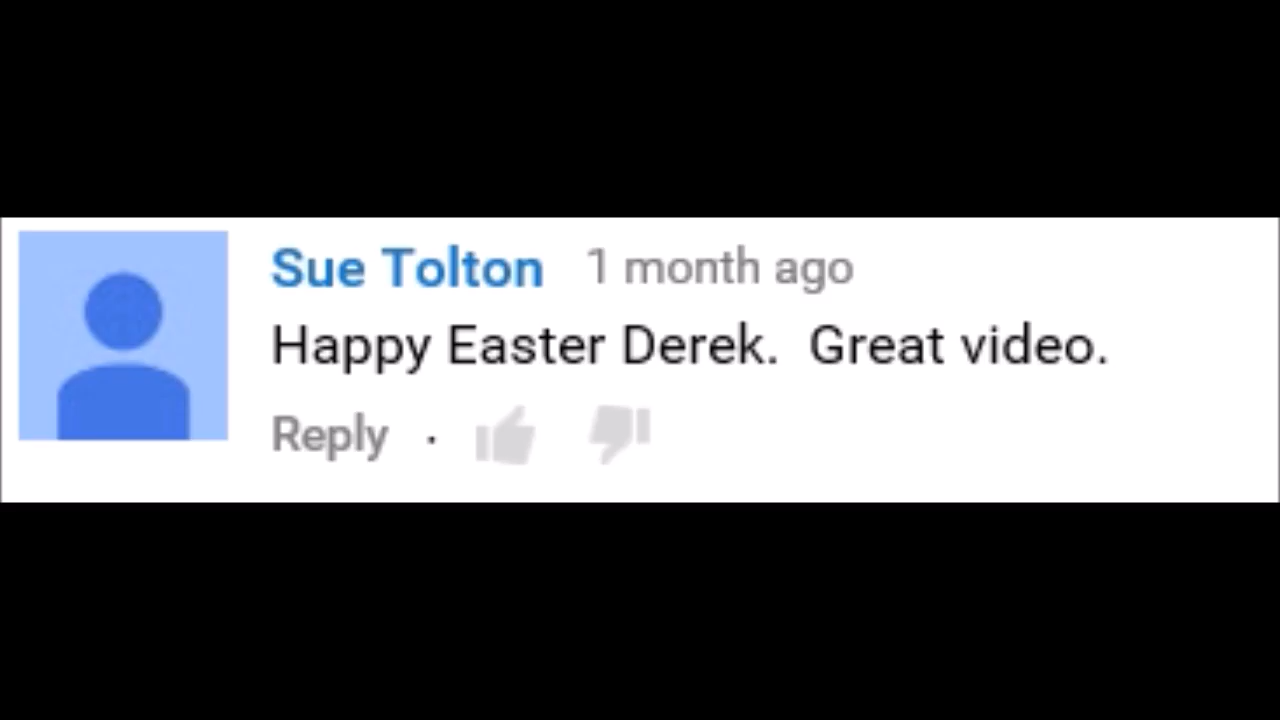 Sue Tolton 1 month ago
Happy Easter Derek.  Great video.
Reply ·